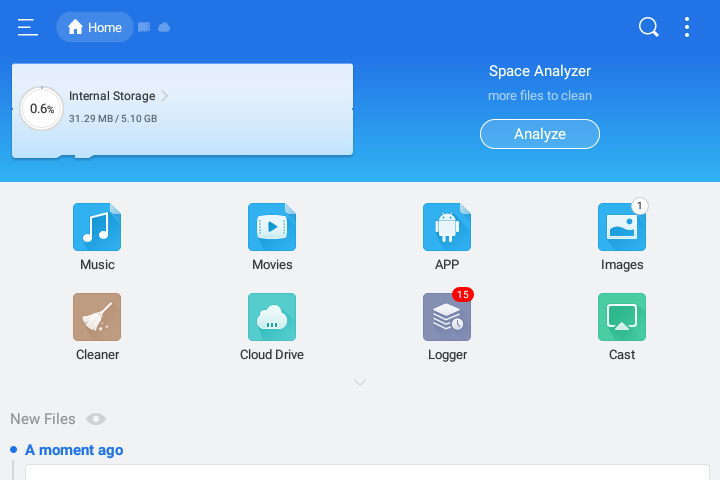 Home
Space Analyzer
more files to clean
Analyze
0.6%
Internal Storage
31.29 MB / 5.10 GB
Music
Movies
APP
1
Images
Cleaner
Cloud Drive
15
Logger
Cast
New Files
A moment ago